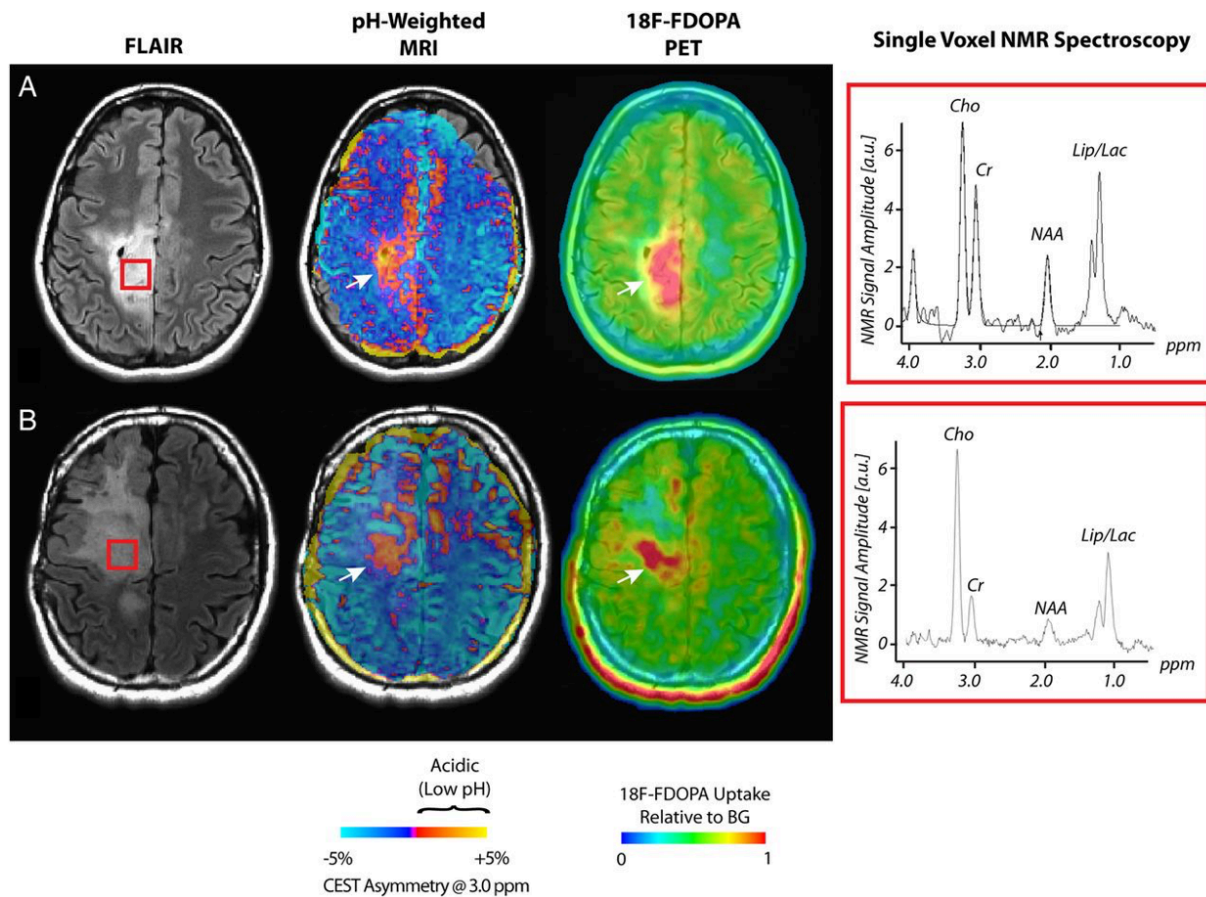 FLAIR
pH-Weighted
MRI
18F-FDOPA
PET
Single Voxel NMR Spectroscopy
A
Cho
Cr
NAA
Lip/Lac
NMR Signal Amplitude [a.u.]
6
4
2
0
4.0 3.0 2.0 1.0 ppm
B
Cho
Cr
NAA
Lip/Lac
NMR Signal Amplitude [a.u.]
6
4
2
0
4.0 3.0 2.0 1.0 ppm
Acidic
(Low pH)
-5% +5%
CEST Asymmetry @ 3.0 ppm
18F-FDOPA Uptake
Relative to BG
0 1